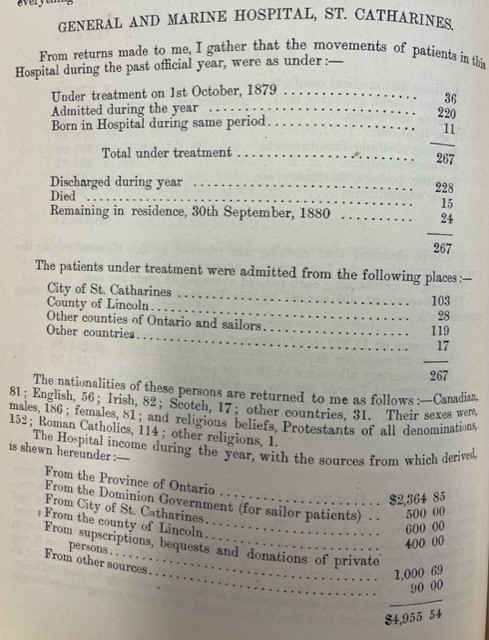 everything
GENERAL AND MARINE HOSPITAL, ST. CATHARINES.
From returns made to me, I gather that the movements of patients in this
Hospital during the past official year, were as under :—
Under treatment on 1st October, 1879 .................. 36
Admitted during the year .................. 220
Born in Hospital during same period .................. 11
Total under treatment .................. 267
Discharged during year .................. 228
Died .................. 15
Remaining in residence, 30th September, 1880 .......... 24
267
The patients under treatment were admitted from the following places :—
City of St. Catharines .................. 103
County of Lincoln .................. 28
Other counties of Ontario and sailors .................. 119
Other countries .................. 17
267
The nationalities of these persons are returned to me as follows :—Canadian,
81 ; English, 56 ; Irish, 82 ; Scotch, 17 ; other countries, 31. Their sexes were,
males, 186 ; females, 81 ; and religious beliefs, Protestants of all denominations,
152 ; Roman Catholics, 114 ; other religions, 1.
The Hospital income during the year, with the sources from which derived,
is shewn hereunder :—
From the Province of Ontario .................. $2,364 85
From the Dominion Government (for sailor patients) .. 500 00
From City of St. Catharines .................. 600 00
From the county of Lincoln .................. 400 00
From supscriptions, bequests and donations of private
persons .................. 1,000 69
From other sources .................. 90 00
$4,955 54